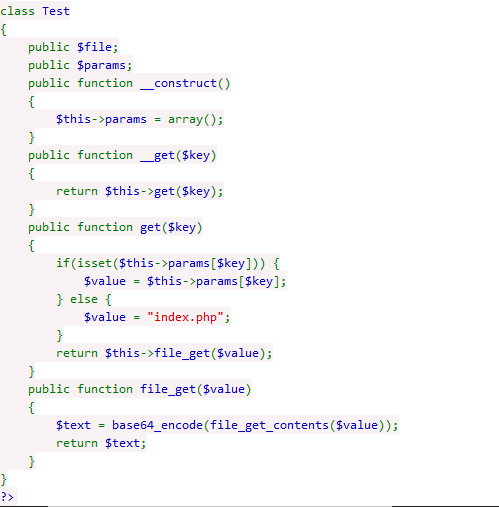 class Test
{
    public $file;
    public $params;
    public function __construct()
    {
        $this->params = array();
    }
    public function __get($key)
    {
        return $this->get($key);
    }
    public function get($key)
    {
        if(isset($this->params[$key])) {
            $value = $this->params[$key];
        } else {
            $value = "index.php";
        }
        return $this->file_get($value);
    }
    public function file_get($value)
    {
        $text = base64_encode(file_get_contents($value));
        return $text;
    }
}
?>